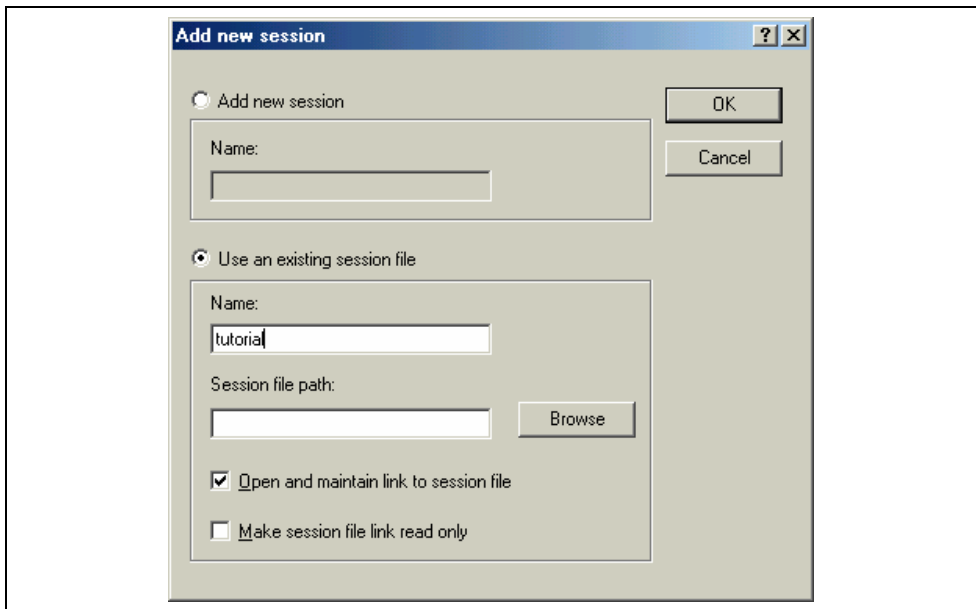 Add new session
Add new session
OK
Name:
Cancel
Use an existing session file
Name:
tutorial
Session file path:
Browse
Open and maintain link to session file
Make session file link read only